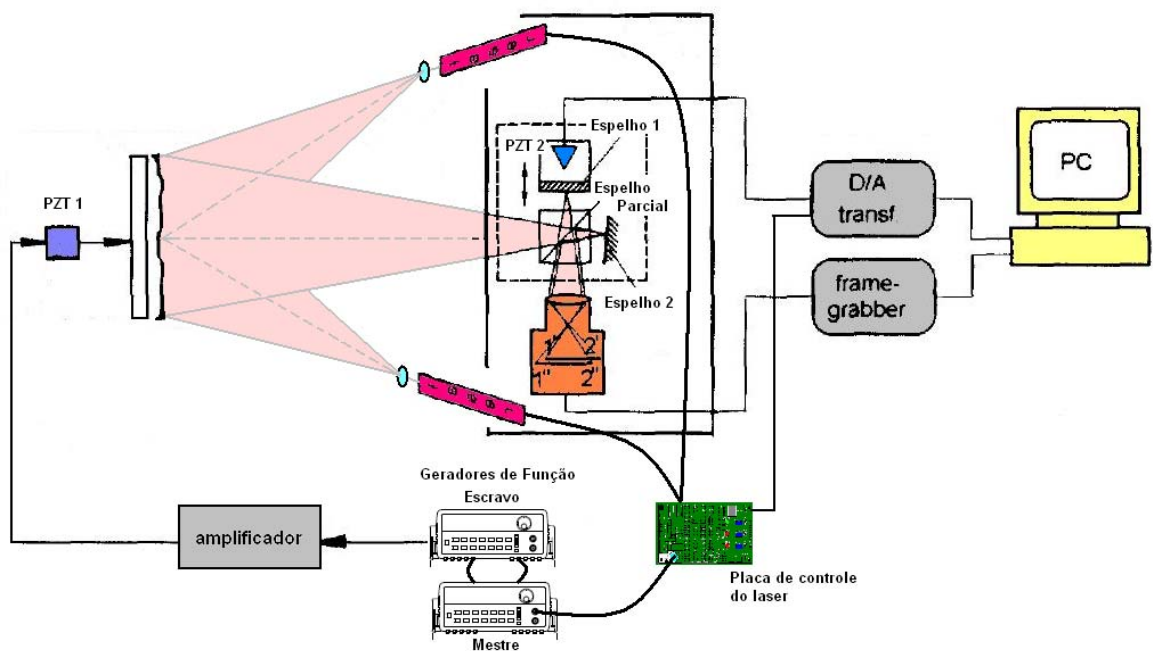 Espelho 1
PZT 2
Espelho
Parcial
PZT 1
Espelho 2
1' 2'
1" 2"
D/A
transf.
frame-
grabber
PC
Geradores de Função
Escravo
amplificador
Mestre
Placa de controle
do laser